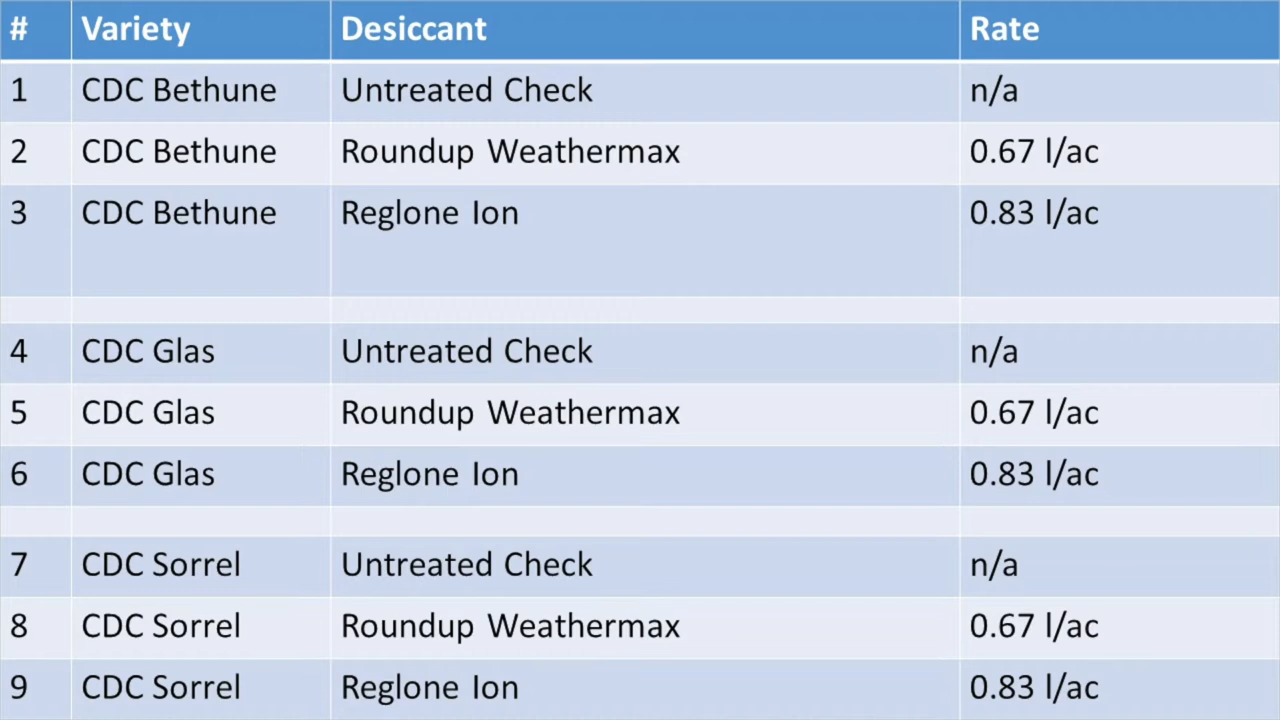 # Variety Desiccant Rate
1 CDC Bethune Untreated Check n/a
2 CDC Bethune Roundup Weathermax 0.67 l/ac
3 CDC Bethune Reglone Ion 0.83 l/ac
4 CDC Glas Untreated Check n/a
5 CDC Glas Roundup Weathermax 0.67 l/ac
6 CDC Glas Reglone Ion 0.83 l/ac
7 CDC Sorrel Untreated Check n/a
8 CDC Sorrel Roundup Weathermax 0.67 l/ac
9 CDC Sorrel Reglone Ion 0.83 l/ac